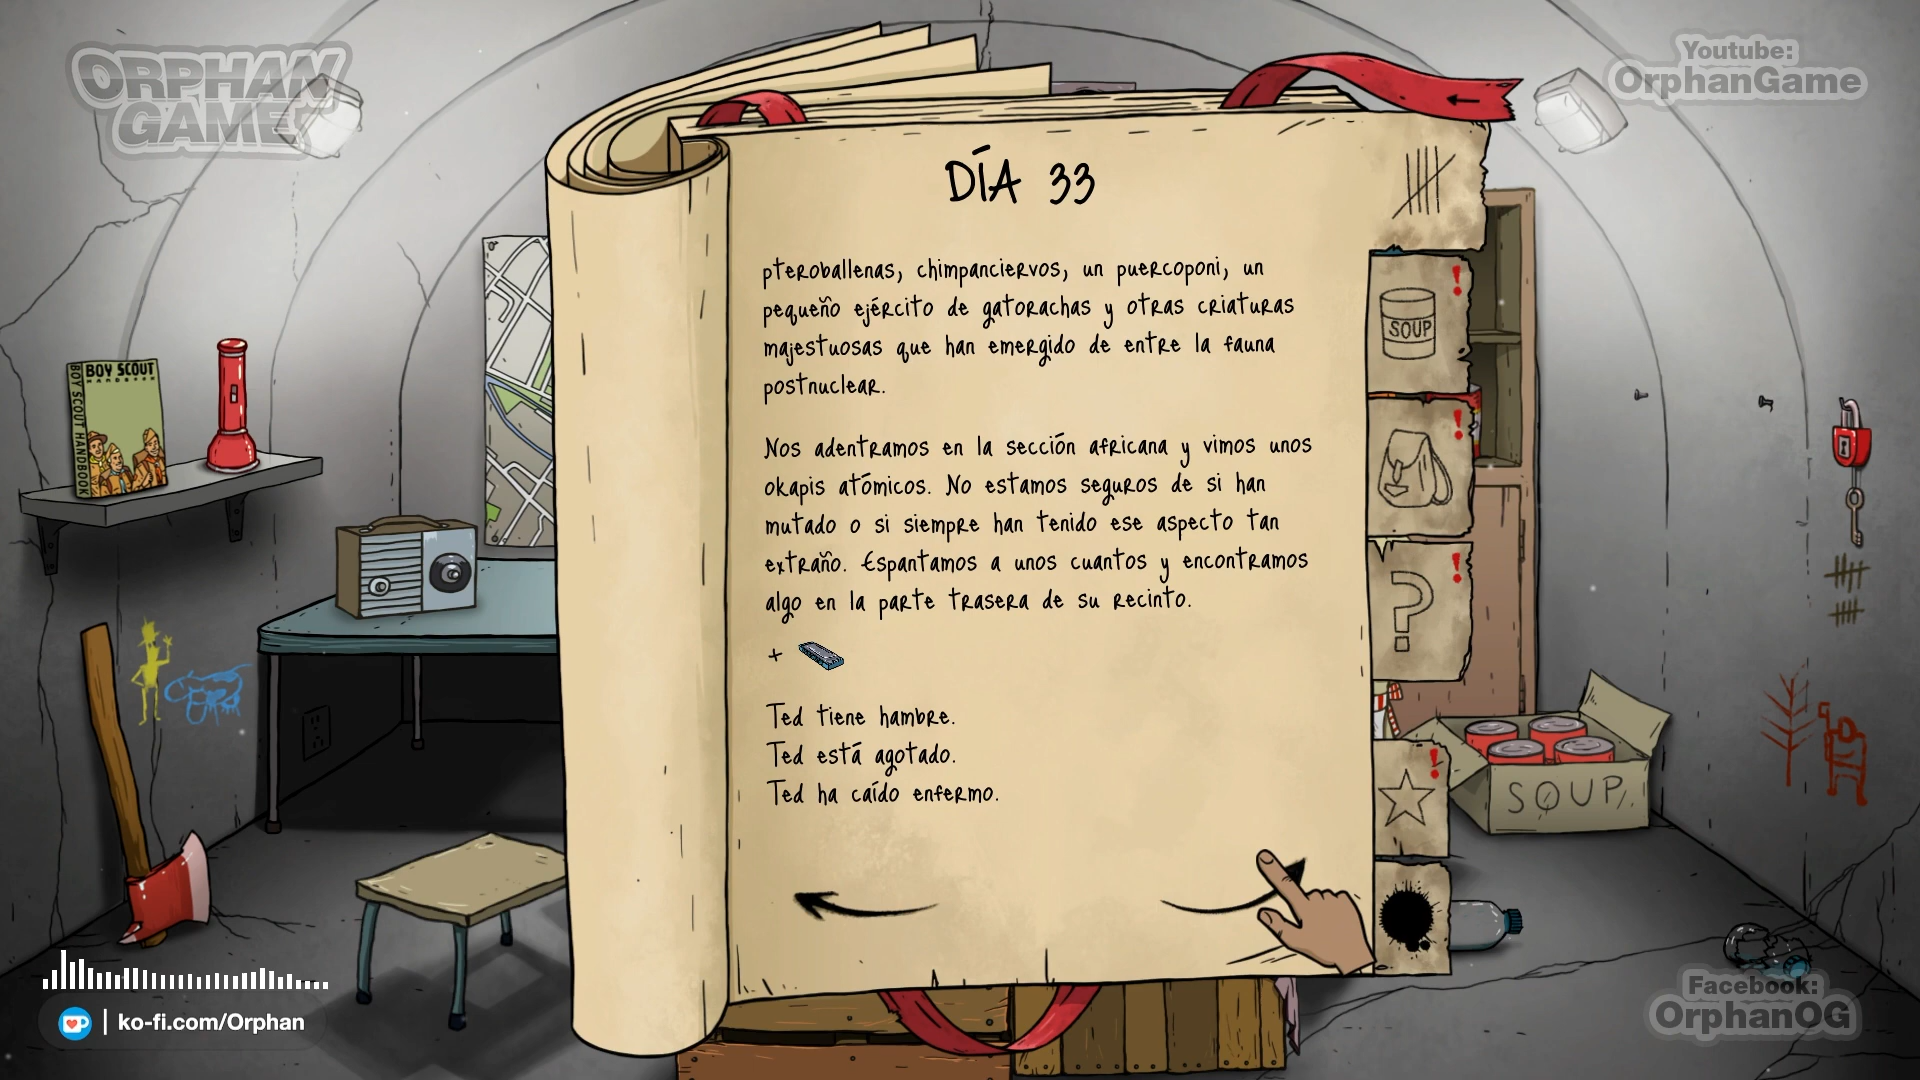 ORPHAN
GAME
Youtube:
OrphanGame
DÍA 33
pteroballenas, chimpanciervos, un puercoponi, un
pequeño ejército de gatorachas y otras criaturas
majestuosas que han emergido de entre la fauna
postnuclear.
Nos adentramos en la sección africana y vimos unos
okapis atómicos. No estamos seguros de si han
mutado o si siempre han tenido ese aspecto tan
extraño. Espantamos a unos cuantos y encontramos
algo en la parte trasera de su recinto.
+
Ted tiene hambre.
Ted está agotado.
Ted ha caído enfermo.
SOUP
!
!
?
!
!
BOY SCOUT
HANDBOOK
BOY SCOUT HANDBOOK
SOUP
ko-fi.com/Orphan
Facebook:
OrphanOG